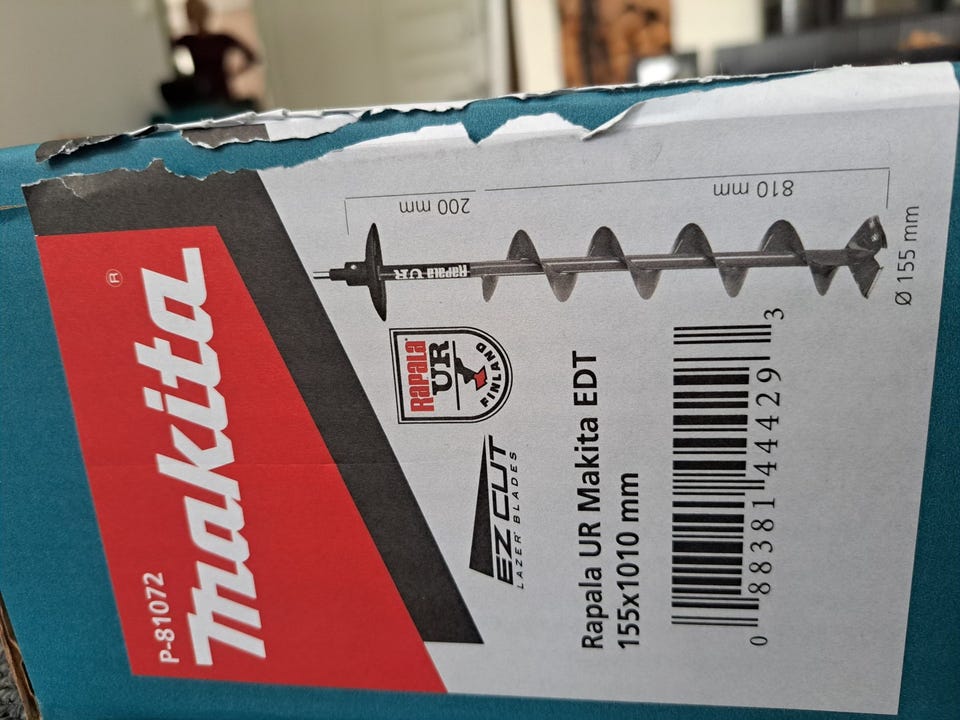 P-81072
makita®
EZ CUT
LAZER BLADES
RAPALA
UR
FINLAND
RAPALA UR
200 mm
810 mm
Ø 155 mm
Rapala UR Makita EDT
155x1010 mm
0 88381 44429 3